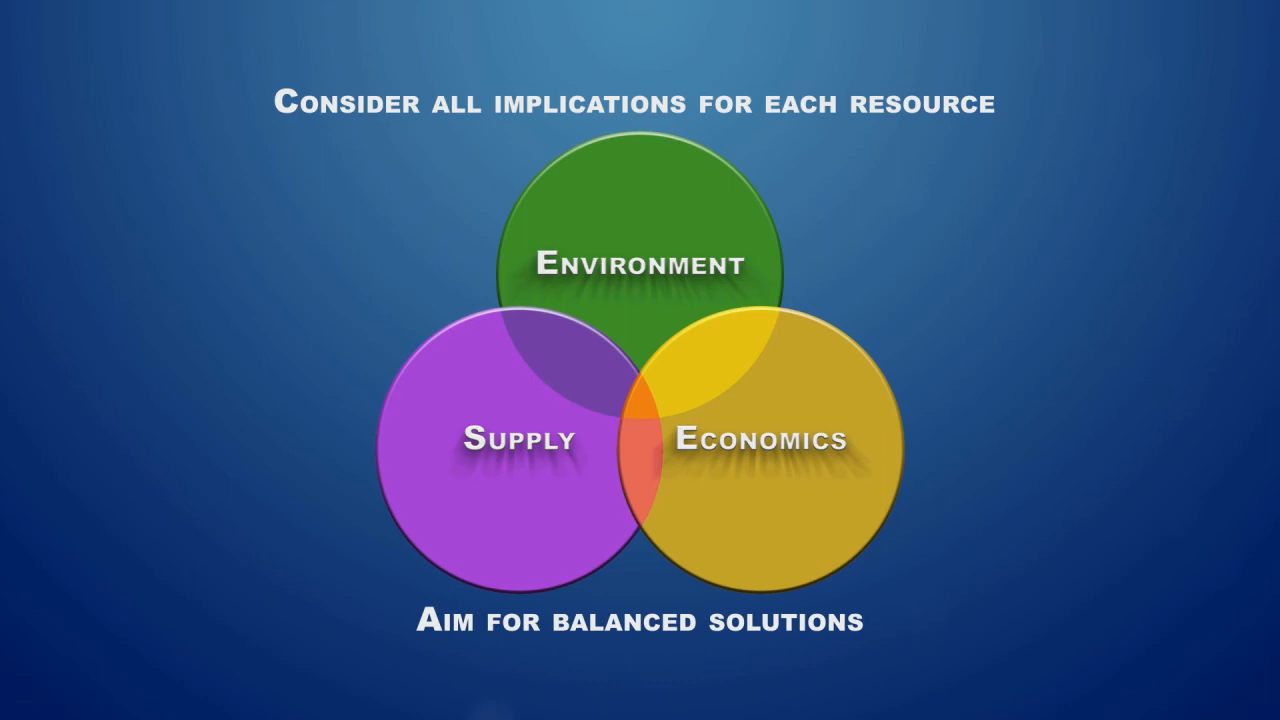 Consider all implications for each resource
Environment
Supply
Economics
Aim for balanced solutions